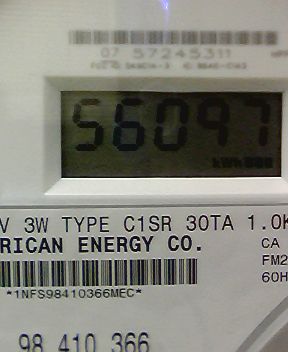 07 57245311
56097
kWh
V 3W TYPE C1SR 30TA 1.0K
RICAN ENERGY CO.
CA
FM2
60H
*1NFS98410366MEC*
98 410 366